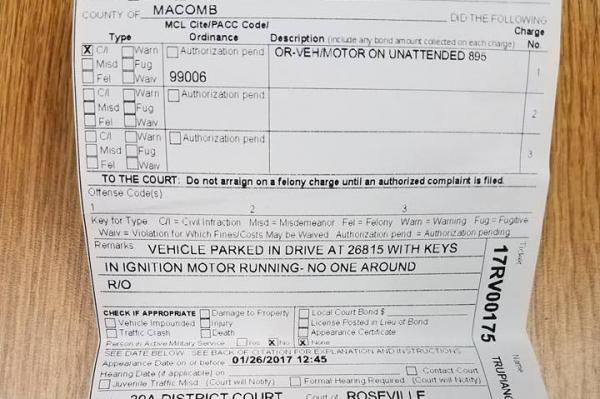 COUNTY OF MACOMB DID THE FOLLOWING
Type MCL Cite/PACC Code/ Ordinance Description (include any bond amount collected on each charge) Charge No.
X C/I Warn Authorization pend OR-VEH/MOTOR ON UNATTENDED 895 1
Misd Fug
Fel Waiv 99006
C/I Warn Authorization pend 2
Misd Fug
Fel Waiv
C/I Warn Authorization pend 3
Misd Fug
Fel Waiv
TO THE COURT: Do not arraign on a felony charge until an authorized complaint is filed.
Offense Code(s)
1 2 3
Key for Type C/I = Civil Infraction Misd = Misdemeanor Fel = Felony Warn = Warning Fug = Fugitive
Waiv = Violation for Which Fines/Costs May be Waived Authorization pend = Authorization pending
Remarks VEHICLE PARKED IN DRIVE AT 26815 WITH KEYS
IN IGNITION MOTOR RUNNING- NO ONE AROUND
R/O
Ticket
17RV00175
Name
CHECK IF APPROPRIATE Damage to Property Local Court Bond $
Vehicle Impounded Injury License Posted in Lieu of Bond
Traffic Crash Death Appearance Certificate
Person in Active Military Service Yes X No X None
SEE DATE BELOW SEE BACK OF CITATION FOR EXPLANATION AND INSTRUCTIONS
Appearance Date on or before 01/26/2017 12:45
Hearing Date (if applicable) on Contact Court
Juvenile Traffic Misd (Court will Notify) Formal Hearing Required (Court will Notify)
DISTRICT COURT Court of ROSEVILLE